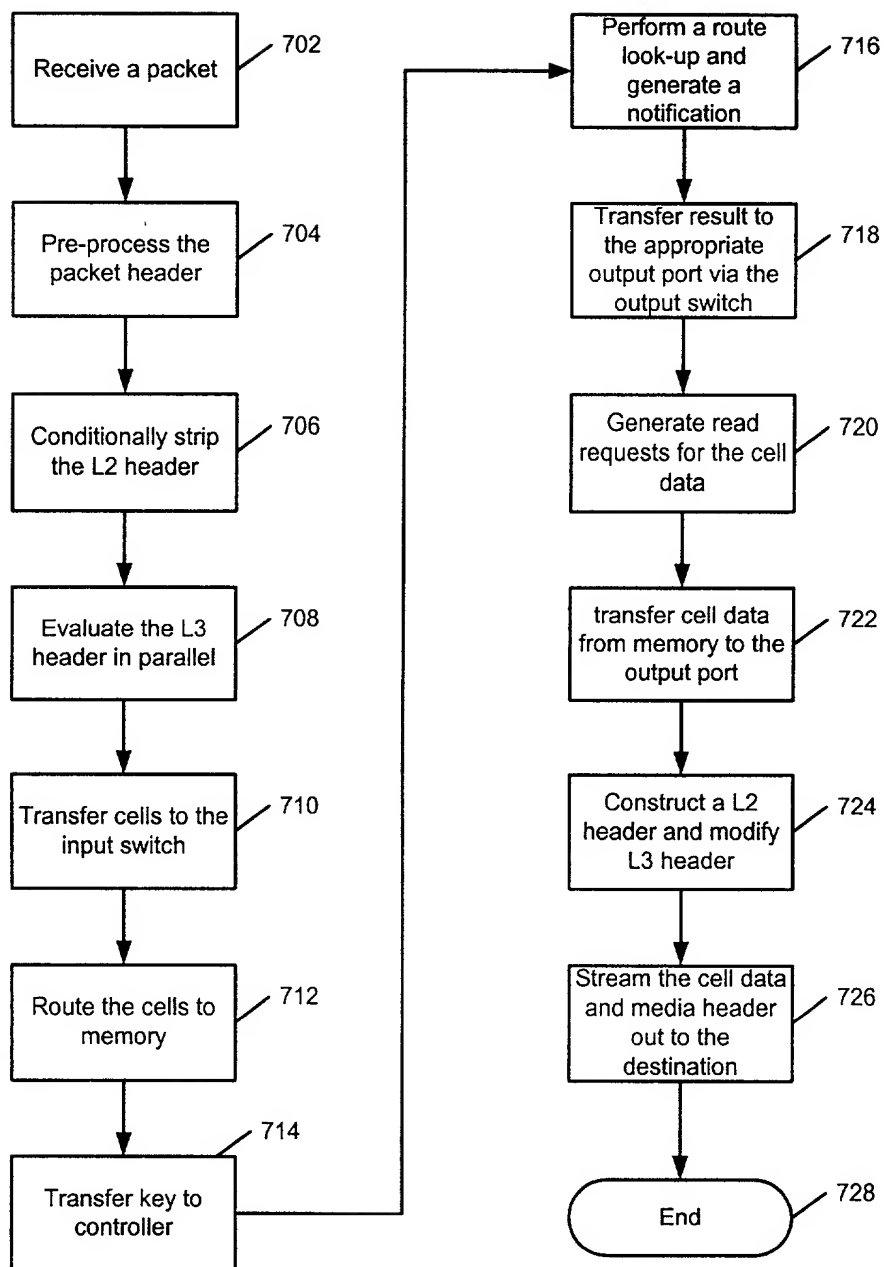 Receive a packet
702
Pre-process the
packet header
704
Conditionally strip
the L2 header
706
Evaluate the L3
header in parallel
708
Transfer cells to the
input switch
710
Route the cells to
memory
712
714
Transfer key to
controller
Perform a route
look-up and
generate a
notification
716
Transfer result to
the appropriate
output port via the
output switch
718
Generate read
requests for the cell
data
720
transfer cell data
from memory to the
output port
722
Construct a L2
header and modify
L3 header
724
Stream the cell data
and media header
out to the
destination
726
End
728